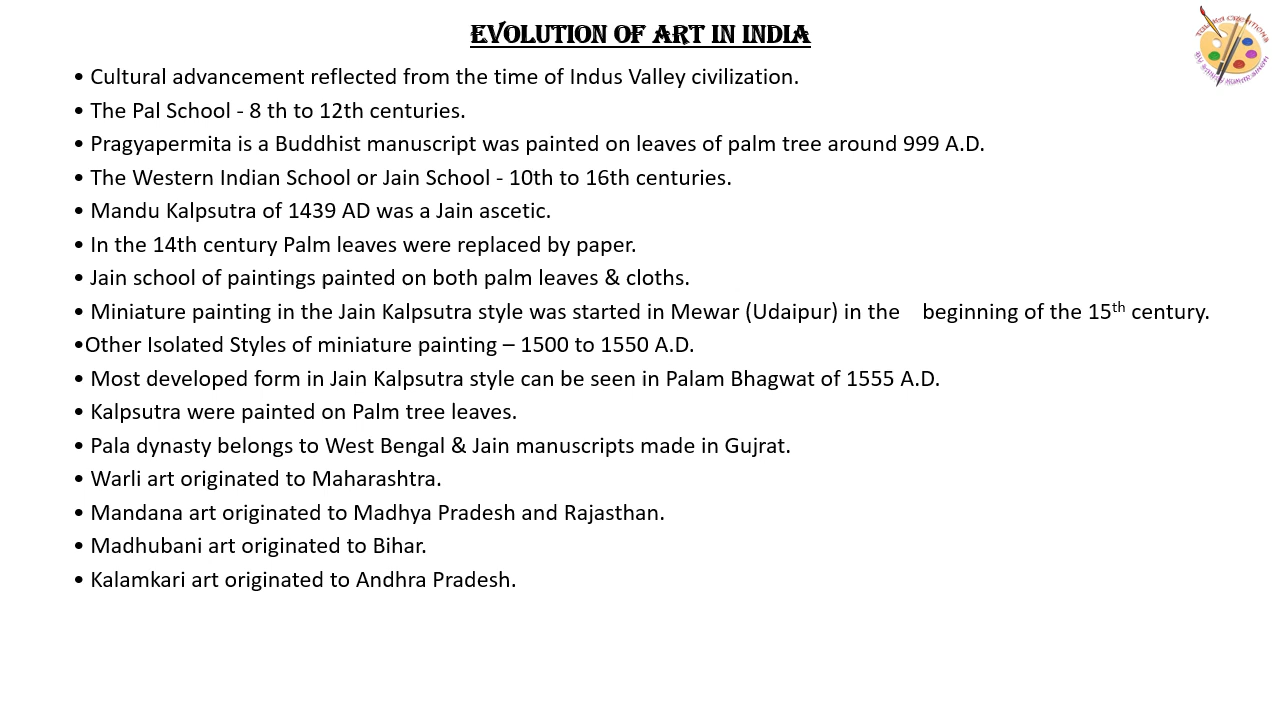 EVOLUTION OF ART IN INDIA
• Cultural advancement reflected from the time of Indus Valley civilization.
• The Pal School - 8 th to 12th centuries.
• Pragyapermita is a Buddhist manuscript was painted on leaves of palm tree around 999 A.D.
• The Western Indian School or Jain School - 10th to 16th centuries.
• Mandu Kalpsutra of 1439 AD was a Jain ascetic.
• In the 14th century Palm leaves were replaced by paper.
• Jain school of paintings painted on both palm leaves & cloths.
• Miniature painting in the Jain Kalpsutra style was started in Mewar (Udaipur) in the beginning of the 15th century.
•Other Isolated Styles of miniature painting – 1500 to 1550 A.D.
• Most developed form in Jain Kalpsutra style can be seen in Palam Bhagwat of 1555 A.D.
• Kalpsutra were painted on Palm tree leaves.
• Pala dynasty belongs to West Bengal & Jain manuscripts made in Gujrat.
• Warli art originated to Maharashtra.
• Mandana art originated to Madhya Pradesh and Rajasthan.
• Madhubani art originated to Bihar.
• Kalamkari art originated to Andhra Pradesh.